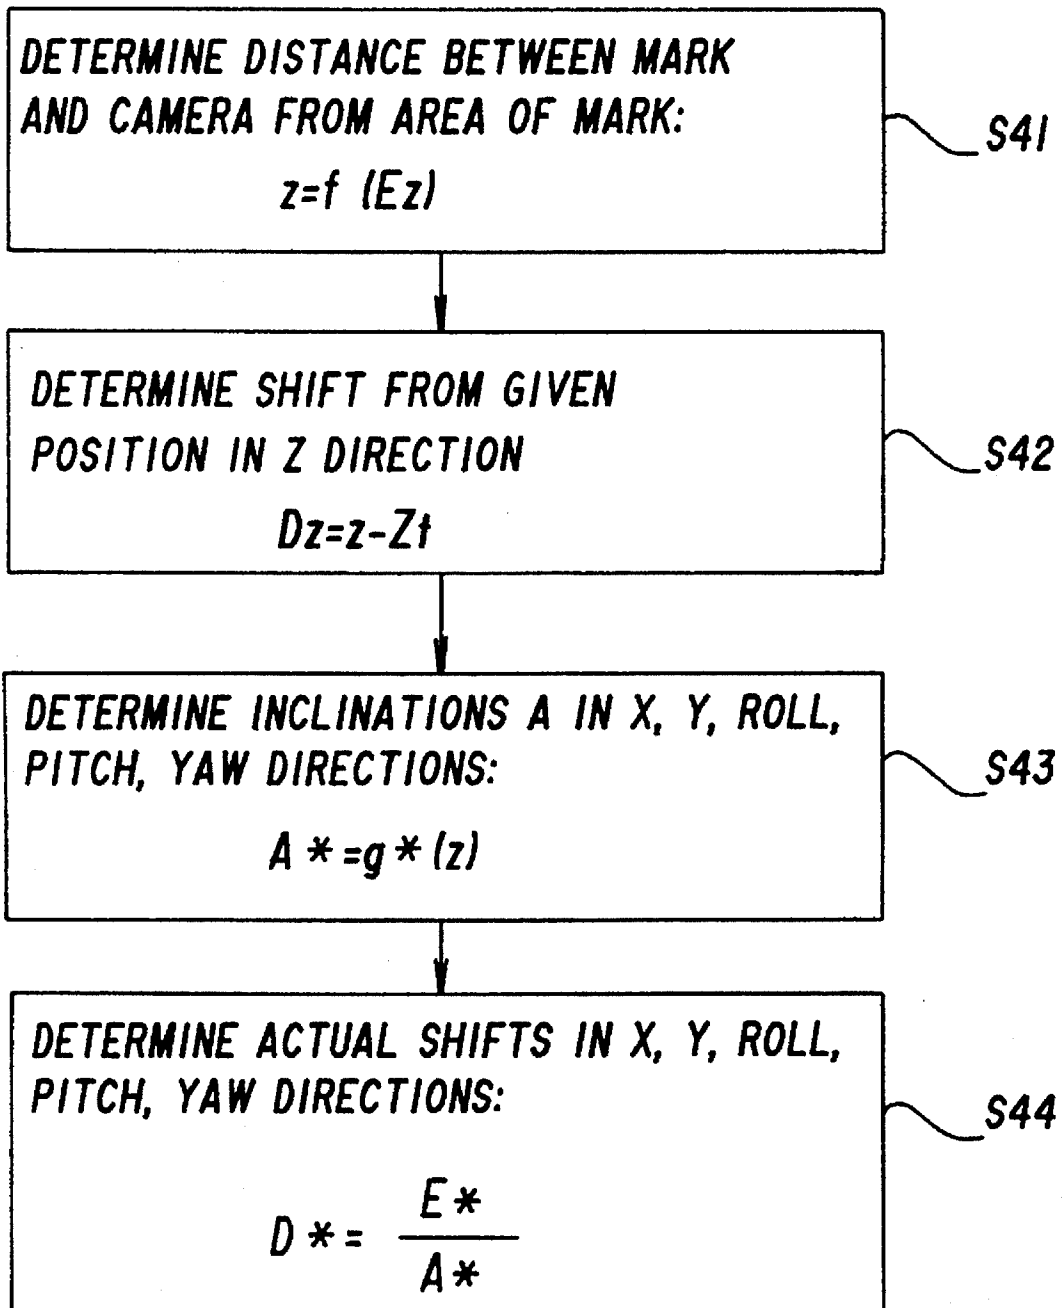 DETERMINE DISTANCE BETWEEN MARK
AND CAMERA FROM AREA OF MARK:
z=f (Ez)
S41
DETERMINE SHIFT FROM GIVEN
POSITION IN Z DIRECTION
Dz=z-Zt
S42
DETERMINE INCLINATIONS A IN X, Y, ROLL,
PITCH, YAW DIRECTIONS:
A*=g*(z)
S43
DETERMINE ACTUAL SHIFTS IN X, Y, ROLL,
PITCH, YAW DIRECTIONS:
S44
E*
D*=
A*